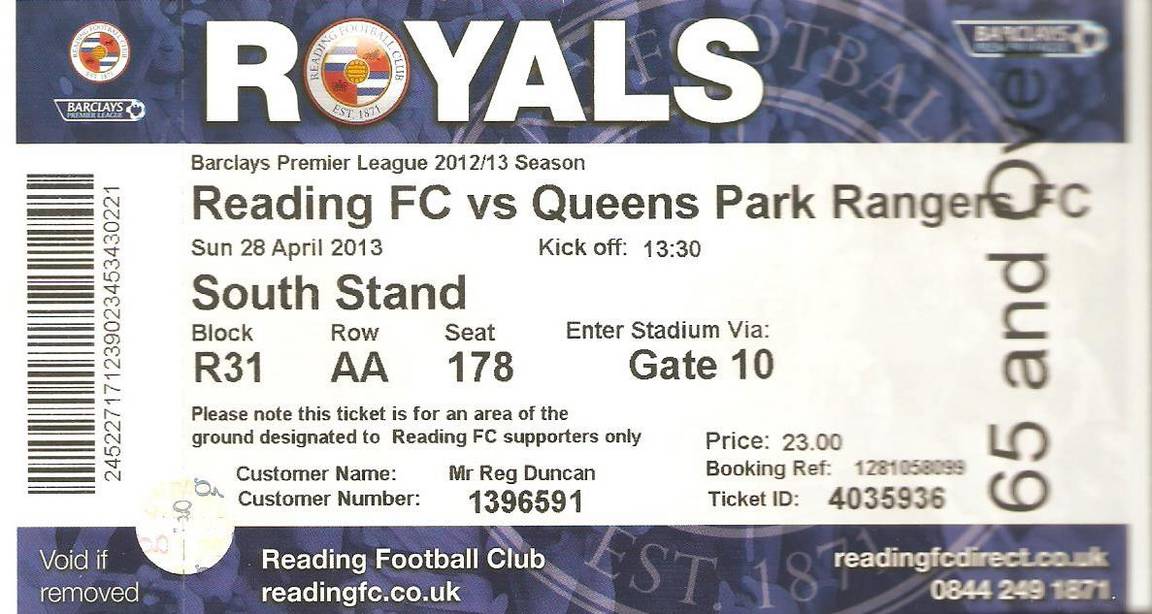 ROYALS
READING FOOTBALL CLUB
EST. 1871
BARCLAYS
PREMIER LEAGUE
BARCLAYS
Barclays Premier League 2012/13 Season
Reading FC vs Queens Park Rangers FC
Sun 28 April 2013 Kick off: 13:30
South Stand
Block Row Seat Enter Stadium Via:
R31 AA 178 Gate 10
Please note this ticket is for an area of the
ground designated to Reading FC supporters only
Price: 23.00
Customer Name: Mr Reg Duncan Booking Ref: 1281058099
Customer Number: 1396591 Ticket ID: 4035936
65 and Over
Void if
removed
Reading Football Club
readingfc.co.uk
EST. 1871
readingfcdirect.co.uk
0844 249 1871